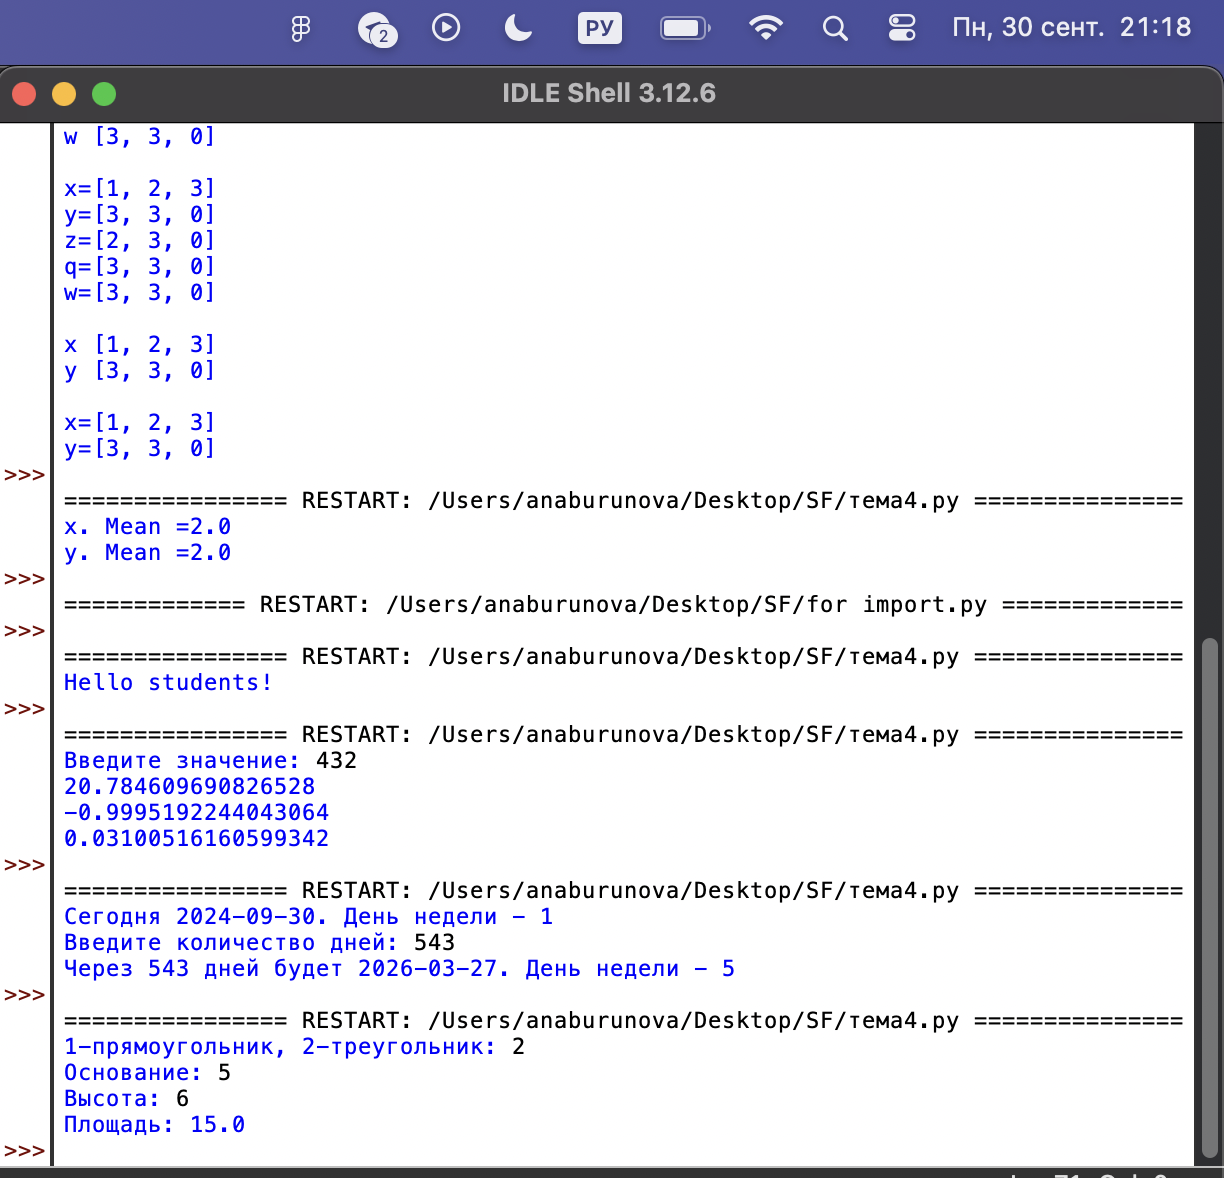 2
РУ
Пн, 30 сент. 21:18
IDLE Shell 3.12.6
w [3, 3, 0]
x=[1, 2, 3]
y=[3, 3, 0]
z=[2, 3, 0]
q=[3, 3, 0]
w=[3, 3, 0]
x [1, 2, 3]
y [3, 3, 0]
x=[1, 2, 3]
y=[3, 3, 0]
>>>
================ RESTART: /Users/anaburunova/Desktop/SF/тема4.py ===============
x. Mean =2.0
y. Mean =2.0
>>>
============= RESTART: /Users/anaburunova/Desktop/SF/for import.py =============
>>>
================ RESTART: /Users/anaburunova/Desktop/SF/тема4.py ===============
Hello students!
>>>
================ RESTART: /Users/anaburunova/Desktop/SF/тема4.py ===============
Введите значение: 432
20.784609690826528
-0.9995192244043064
0.03100516160599342
>>>
================ RESTART: /Users/anaburunova/Desktop/SF/тема4.py ===============
Сегодня 2024-09-30. День недели - 1
Введите количество дней: 543
Через 543 дней будет 2026-03-27. День недели - 5
>>>
================ RESTART: /Users/anaburunova/Desktop/SF/тема4.py ===============
1-прямоугольник, 2-треугольник: 2
Основание: 5
Высота: 6
Площадь: 15.0
>>>